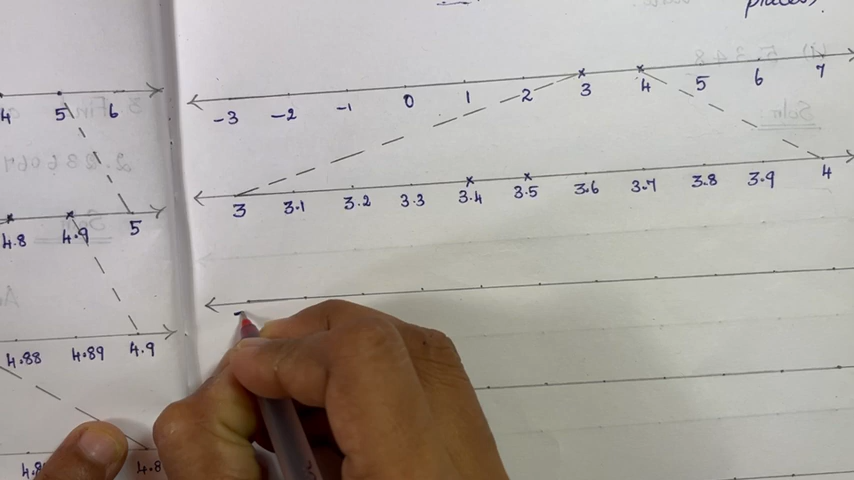 places.
4 5 6
-3 -2 -1 0 1 2 3 4 5 6 7
4.8 4.9 5
3 3.1 3.2 3.3 3.4 3.5 3.6 3.7 3.8 3.9 4
4.88 4.89 4.9